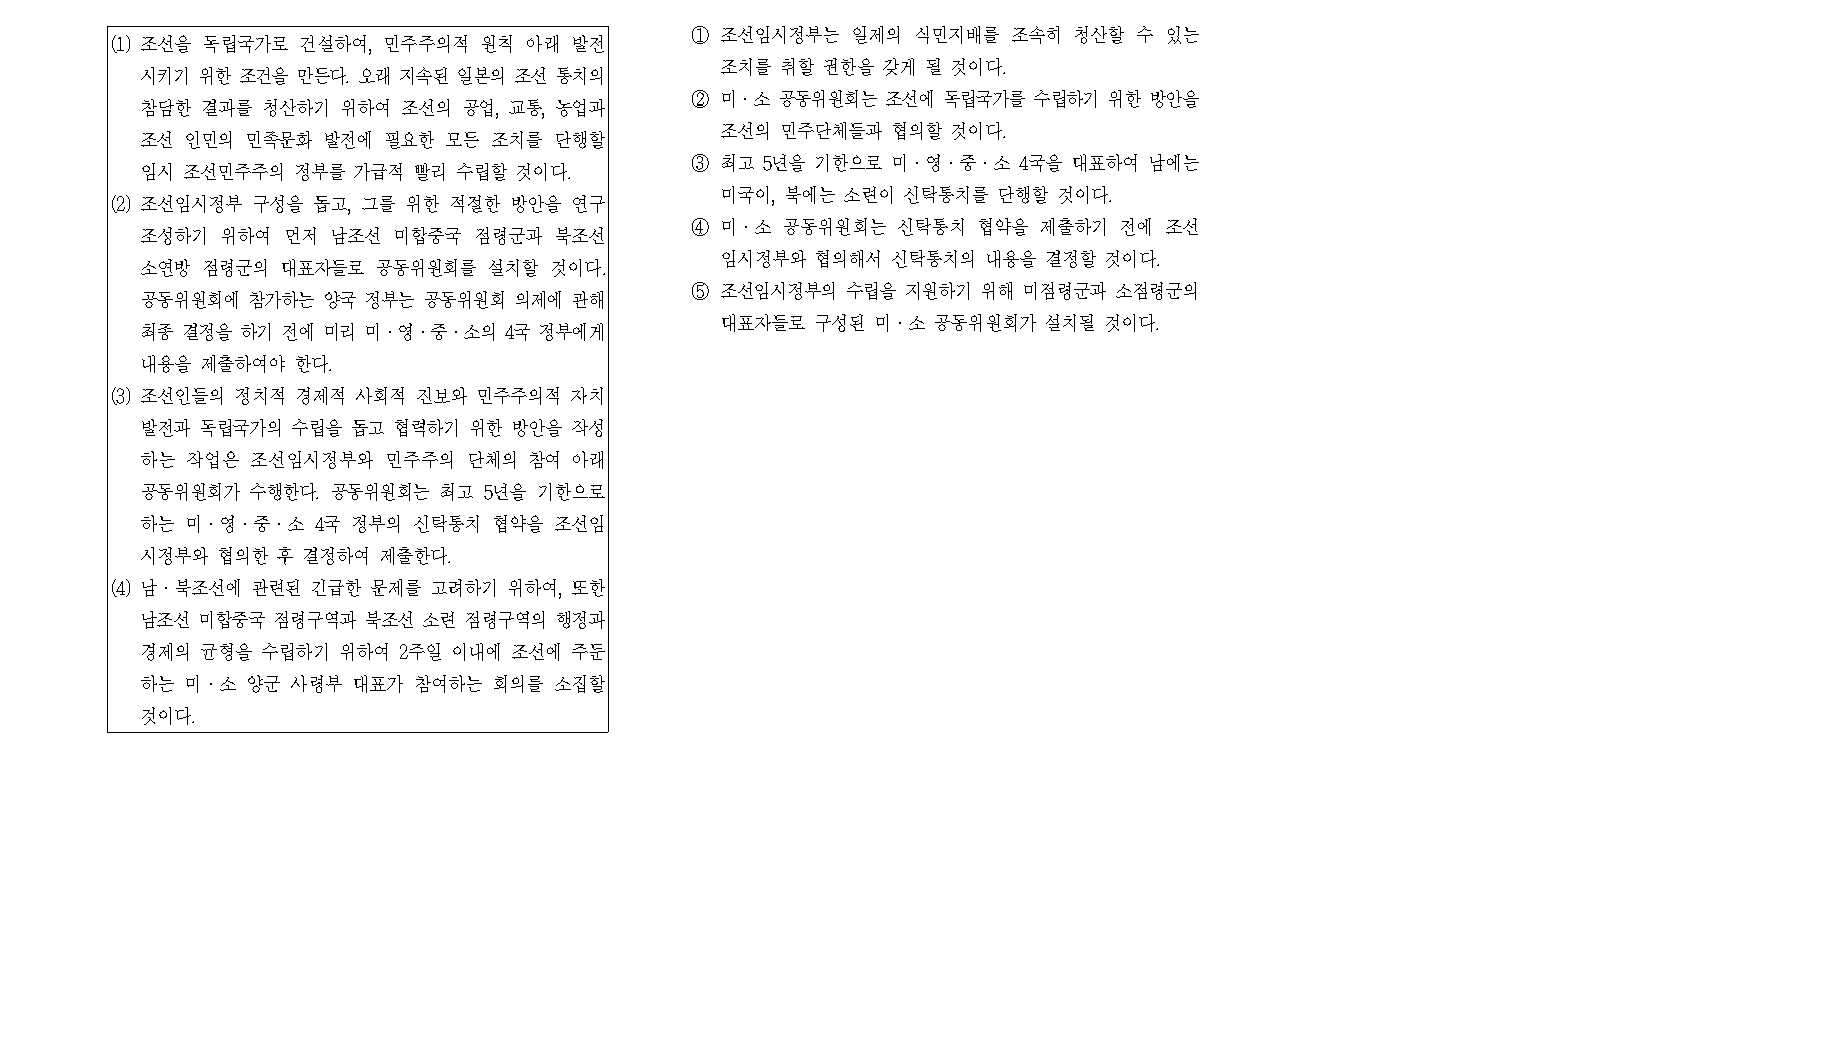 (1) 조선을 독립국가로 건설하여, 민주주의적 원칙 아래 발전
시키기 위한 조건을 만든다. 오래 지속된 일본의 조선 통치의
참담한 결과를 청산하기 위하여 조선의 공업, 교통, 농업과
조선 인민의 민족문화 발전에 필요한 모든 조치를 단행할
임시 조선민주주의 정부를 가급적 빨리 수립할 것이다.
(2) 조선임시정부 구성을 돕고, 그를 위한 적절한 방안을 연구
조성하기 위하여 먼저 남조선 미합중국 점령군과 북조선
소연방 점령군의 대표자들로 공동위원회를 설치할 것이다.
공동위원회에 참가하는 양국 정부는 공동위원회 의제에 관해
최종 결정을 하기 전에 미리 미·영·중·소의 4국 정부에게
내용을 제출하여야 한다.
(3) 조선인들의 정치적 경제적 사회적 진보와 민주주의적 자치
발전과 독립국가의 수립을 돕고 협력하기 위한 방안을 작성
하는 작업은 조선임시정부와 민주주의 단체의 참여 아래
공동위원회가 수행한다. 공동위원회는 최고 5년을 기한으로
하는 미·영·중·소 4국 정부의 신탁통치 협약을 조선임
시정부와 협의한 후 결정하여 제출한다.
(4) 남·북조선에 관련된 긴급한 문제를 고려하기 위하여, 또한
남조선 미합중국 점령구역과 북조선 소련 점령구역의 행정과
경제의 균형을 수립하기 위하여 2주일 이내에 조선에 주둔
하는 미·소 양군 사령부 대표가 참여하는 회의를 소집할
것이다.
① 조선임시정부는 일제의 식민지배를 조속히 청산할 수 있는
조치를 취할 권한을 갖게 될 것이다.
② 미·소 공동위원회는 조선에 독립국가를 수립하기 위한 방안을
조선의 민주단체들과 협의할 것이다.
③ 최고 5년을 기한으로 미·영·중·소 4국을 대표하여 남에는
미국이, 북에는 소련이 신탁통치를 단행할 것이다.
④ 미·소 공동위원회는 신탁통치 협약을 제출하기 전에 조선
임시정부와 협의해서 신탁통치의 내용을 결정할 것이다.
⑤ 조선임시정부의 수립을 지원하기 위해 미점령군과 소점령군의
대표자들로 구성된 미·소 공동위원회가 설치될 것이다.